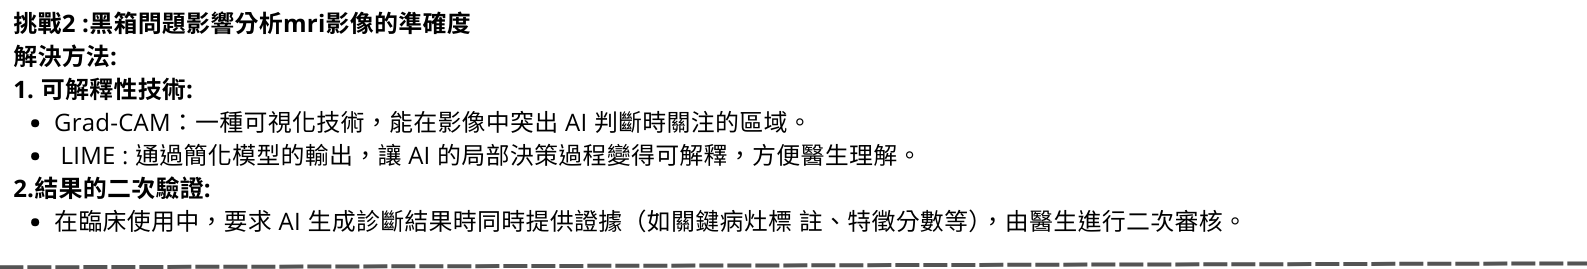 挑戰2 :黑箱問題影響分析mri影像的準確度
解決方法:
1. 可解釋性技術:
• Grad-CAM：一種可視化技術，能在影像中突出 AI 判斷時關注的區域。
• LIME : 通過簡化模型的輸出，讓 AI 的局部決策過程變得可解釋，方便醫生理解。
2.結果的二次驗證:
• 在臨床使用中，要求 AI 生成診斷結果時同時提供證據（如關鍵病灶標 註、特徵分數等），由醫生進行二次審核。